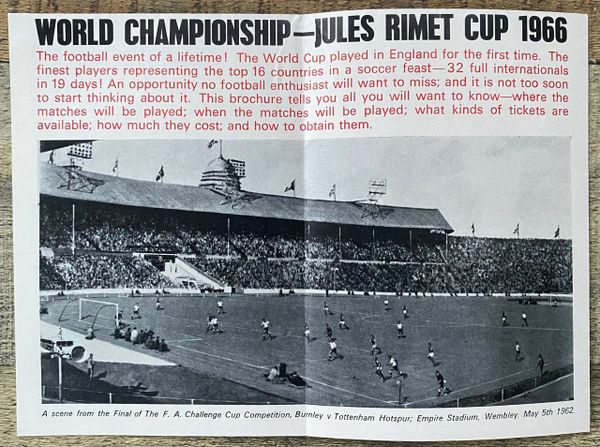 WORLD CHAMPIONSHIP—JULES RIMET CUP 1966
The football event of a lifetime! The World Cup played in England for the first time. The
finest players representing the top 16 countries in a soccer feast—32 full internationals
in 19 days! An opportunity no football enthusiast will want to miss; and it is not too soon
to start thinking about it. This brochure tells you all you will want to know—where the
matches will be played; when the matches will be played; what kinds of tickets are
available; how much they cost; and how to obtain them.
A scene from the Final of The F. A. Challenge Cup Competition, Burnley v Tottenham Hotspur; Empire Stadium, Wembley. May 5th 1962.